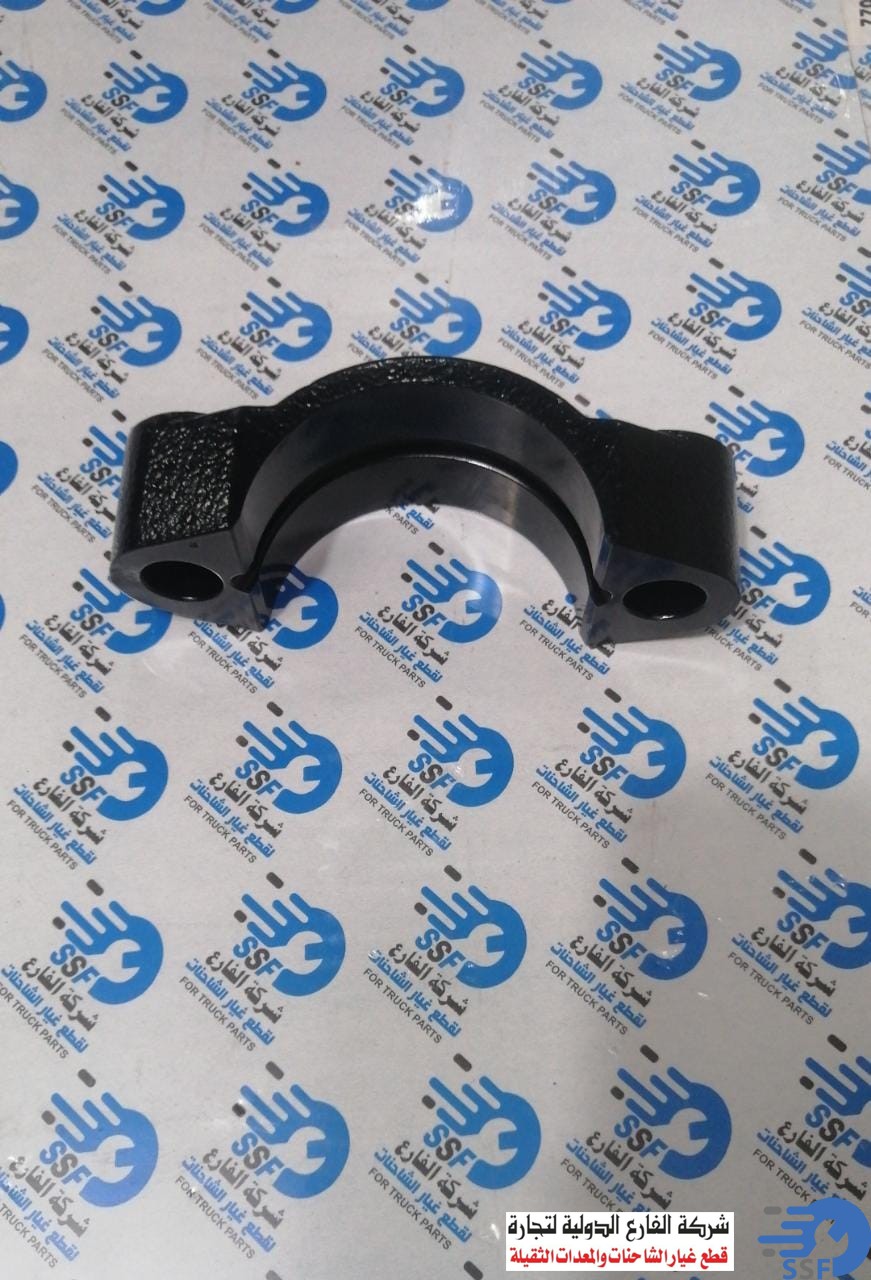 770
SSF
شركة الفارع
لقطع غيار الشاحنات
FOR TRUCK PARTS
شركة الفارع الدولية لتجارة
قطع غيار الشاحنات والمعدات الثقيلة
SSF